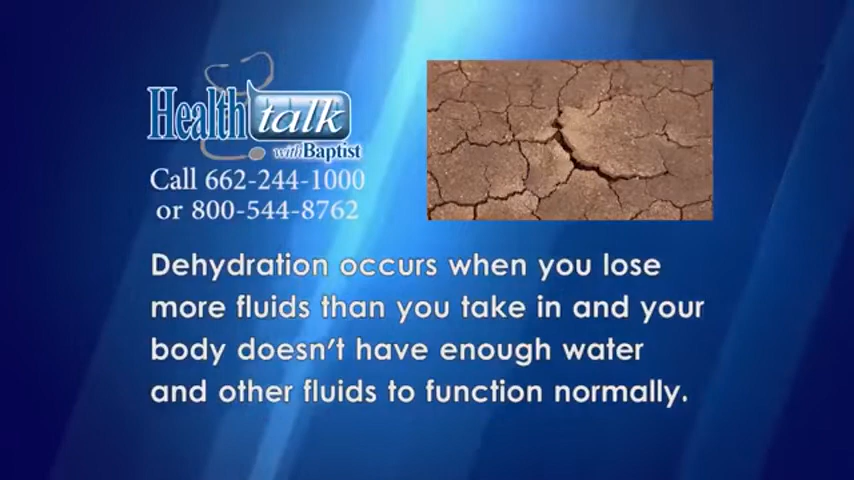 Health talk
with Baptist
Call 662-244-1000
or 800-544-8762
Dehydration occurs when you lose
more fluids than you take in and your
body doesn't have enough water
and other fluids to function normally.